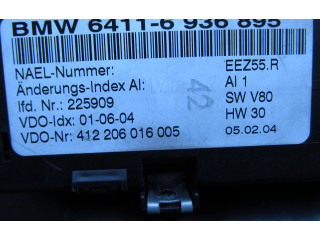 BMW 6411-6 936 895
NAEL-Nummer: EEZ55.R
Änderungs-Index AI: AI 1
lfd. Nr.: 225909 SW V80
VDO-Idx: 01-06-04 HW 30
VDO-Nr: 412 206 016 005 05.02.04
42